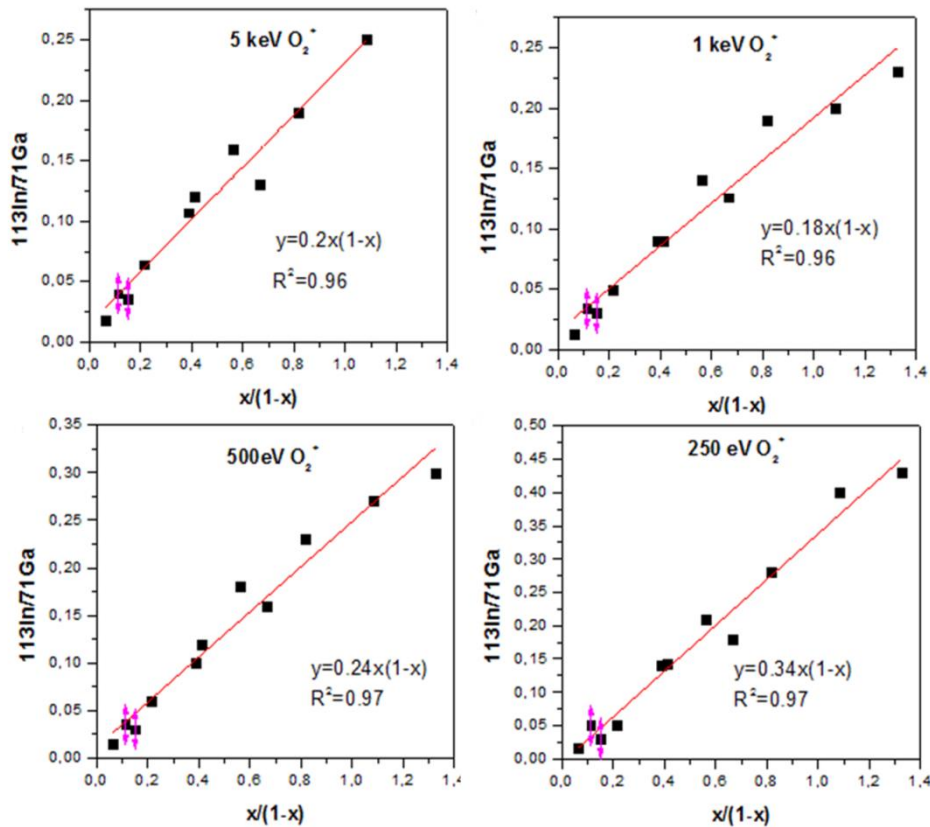 5 keV O₂⁺
113In/71Ga
0,25
0,20
0,15
0,10
0,05
0,00
y=0.2x(1-x)
R²=0.96
0,0 0,2 0,4 0,6 0,8 1,0 1,2 1,4
x/(1-x)
1 keV O₂⁺
113In/71Ga
0,25
0,20
0,15
0,10
0,05
0,00
y=0.18x(1-x)
R²=0.96
0,0 0,2 0,4 0,6 0,8 1,0 1,2 1,4
x/(1-x)
500eV O₂⁺
113In/71Ga
0,35
0,30
0,25
0,20
0,15
0,10
0,05
0,00
y=0.24x(1-x)
R²=0.97
0,0 0,2 0,4 0,6 0,8 1,0 1,2 1,4
x/(1-x)
250 eV O₂⁺
113In/71Ga
0,50
0,45
0,40
0,35
0,30
0,25
0,20
0,15
0,10
0,05
0,00
y=0.34x(1-x)
R²=0.97
0,0 0,2 0,4 0,6 0,8 1,0 1,2 1,4
x/(1-x)